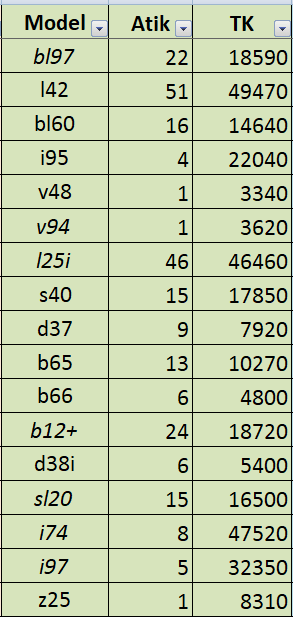 Model Atik TK
bl97 22 18590
l42 51 49470
bl60 16 14640
i95 4 22040
v48 1 3340
v94 1 3620
l25i 46 46460
s40 15 17850
d37 9 7920
b65 13 10270
b66 6 4800
b12+ 24 18720
d38i 6 5400
sl20 15 16500
i74 8 47520
i97 5 32350
z25 1 8310